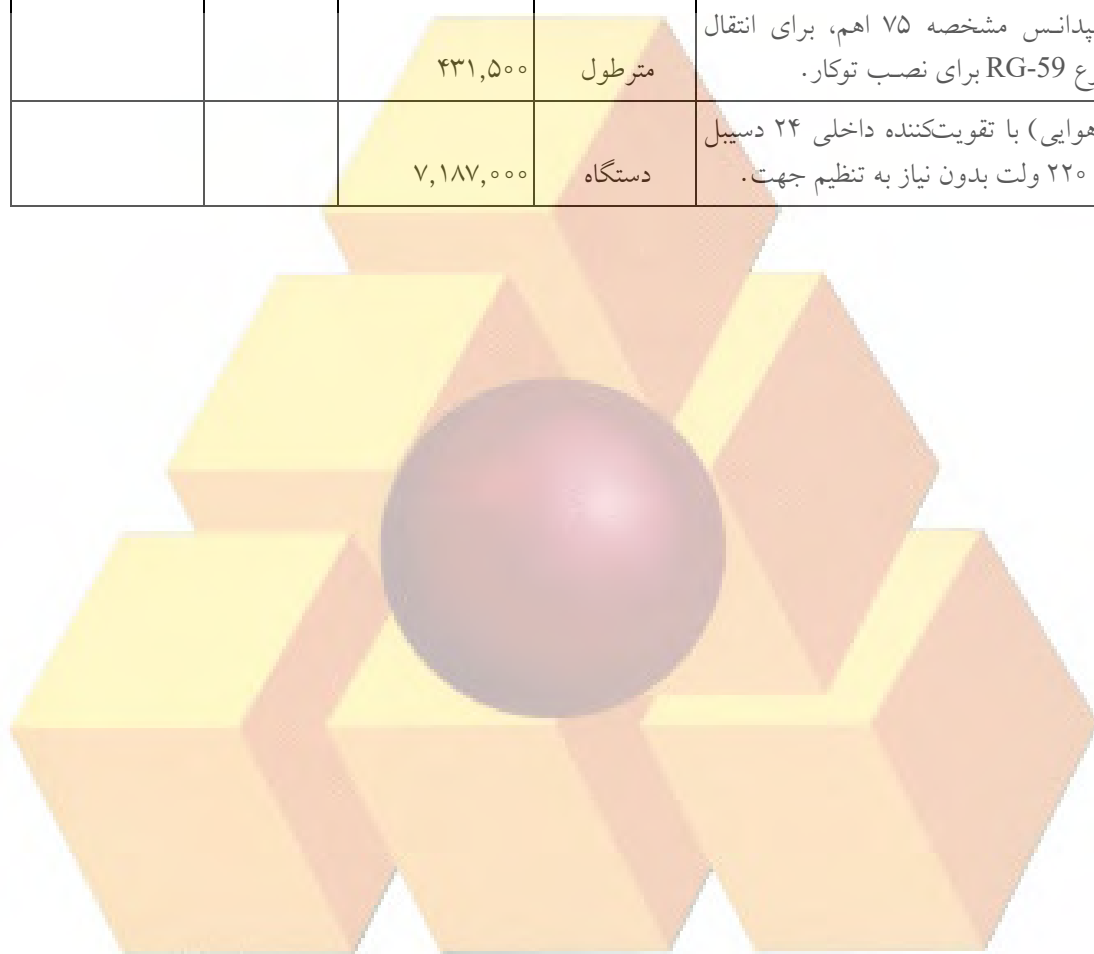 مشخصه ۷۵ اهم، برای انتقال
RG-59 برای نصب توکار. مترطول ۴۳۱,۵۰۰
هوایی) با تقویت‌کننده داخلی ۲۴ دسیبل
۲۲۰ ولت بدون نیاز به تنظیم جهت. دستگاه ۷,۱۸۷,۰۰۰